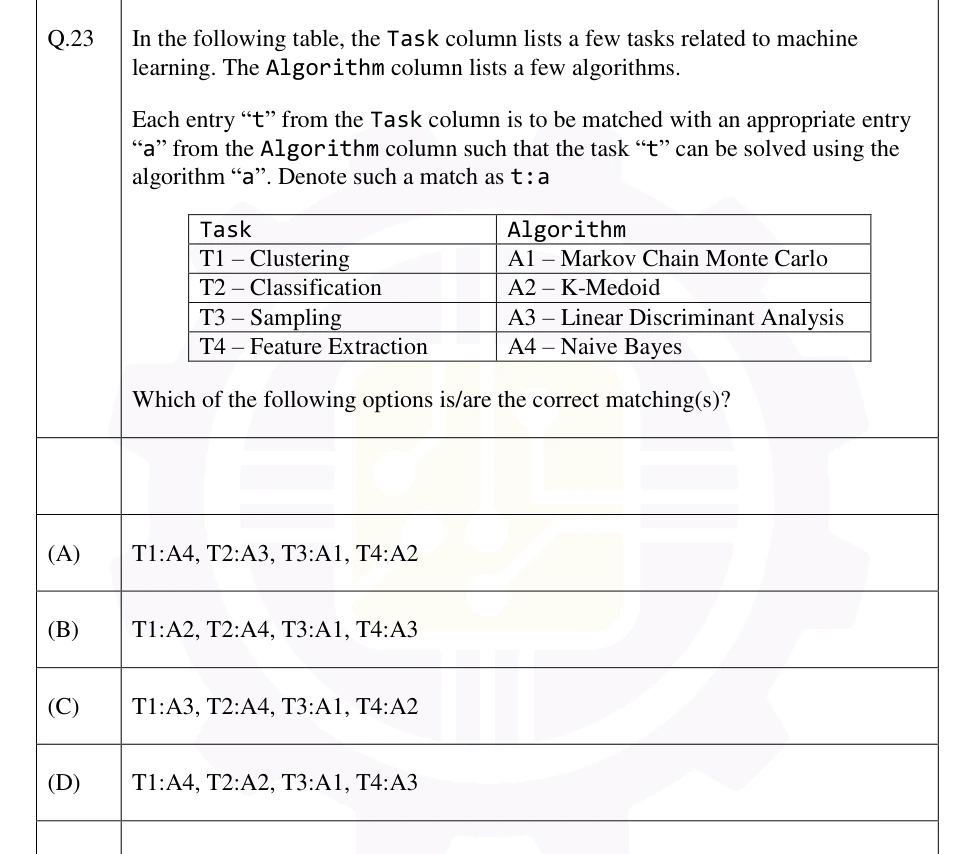 Q.23 In the following table, the Task column lists a few tasks related to machine
learning. The Algorithm column lists a few algorithms.
Each entry “t” from the Task column is to be matched with an appropriate entry
“a” from the Algorithm column such that the task “t” can be solved using the
algorithm “a”. Denote such a match as t:a
Task Algorithm
T1 – Clustering A1 – Markov Chain Monte Carlo
T2 – Classification A2 – K-Medoid
T3 – Sampling A3 – Linear Discriminant Analysis
T4 – Feature Extraction A4 – Naive Bayes
Which of the following options is/are the correct matching(s)?
(A) T1:A4, T2:A3, T3:A1, T4:A2
(B) T1:A2, T2:A4, T3:A1, T4:A3
(C) T1:A3, T2:A4, T3:A1, T4:A2
(D) T1:A4, T2:A2, T3:A1, T4:A3